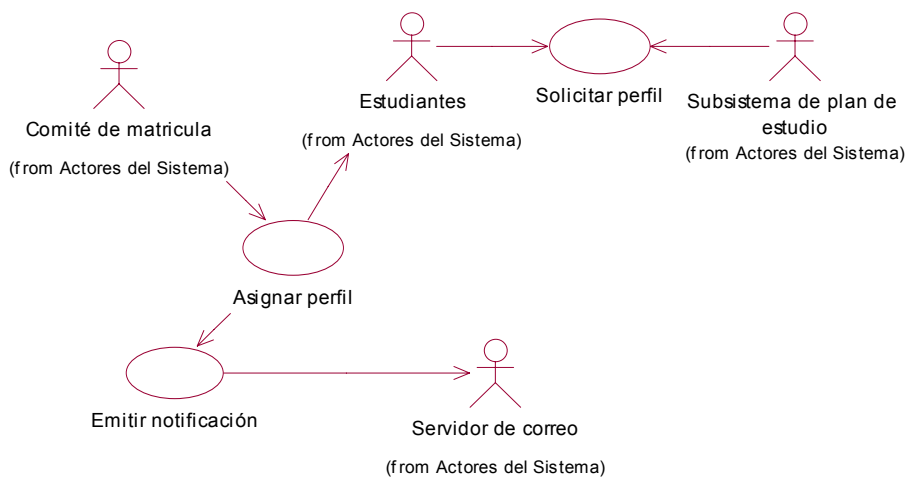 Comité de matricula
(from Actores del Sistema)
Estudiantes
(from Actores del Sistema)
Solicitar perfil
Subsistema de plan de
estudio
(from Actores del Sistema)
Asignar perfil
Emitir notificación
Servidor de correo
(from Actores del Sistema)